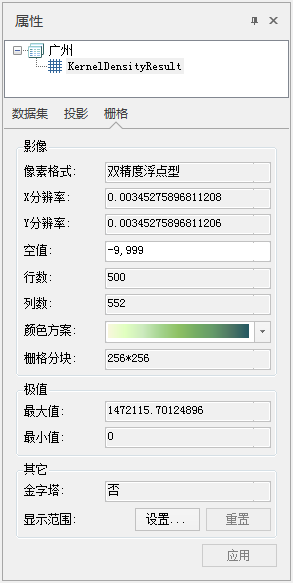 属性
广州
KernelDensityResult
数据集 投影 栅格
影像
像素格式: 双精度浮点型
X分辨率: 0.00345275896811208
Y分辨率: 0.00345275896811206
空值: -9,999
行数: 500
列数: 552
颜色方案:
栅格分块: 256*256
极值
最大值: 1472115.70124896
最小值: 0
其它
金字塔: 否
显示范围: 设置... 重置
应用